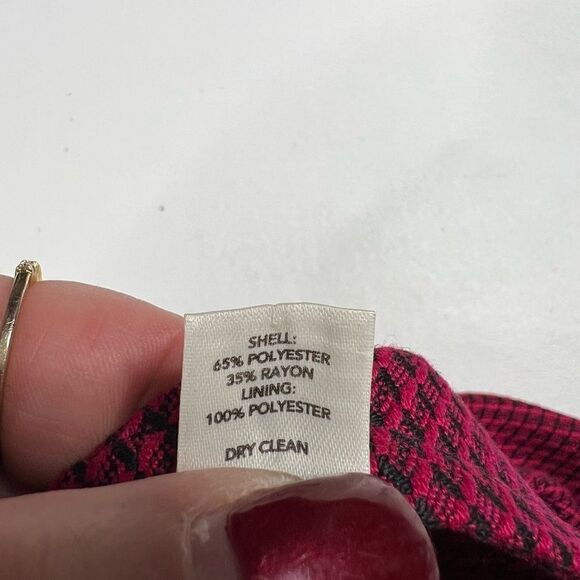 SHELL:
65% POLYESTER
35% RAYON
LINING:
100% POLYESTER
DRY CLEAN